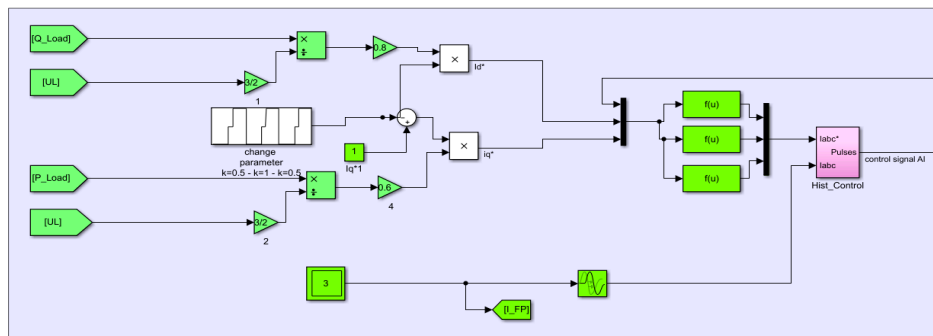 [Q_Load]
×
÷
0.8
×
Id*
[UL]
3/2
1
-
+
change
parameter
k=0.5 - k=1 - k=0.5
1
Iq*1
×
iq*
f(u)
f(u)
f(u)
Iabc*
Pulses
Iabc
Hist_Control
control signal AI
[P_Load]
×
÷
0.6
4
[UL]
3/2
2
3
[I_FP]